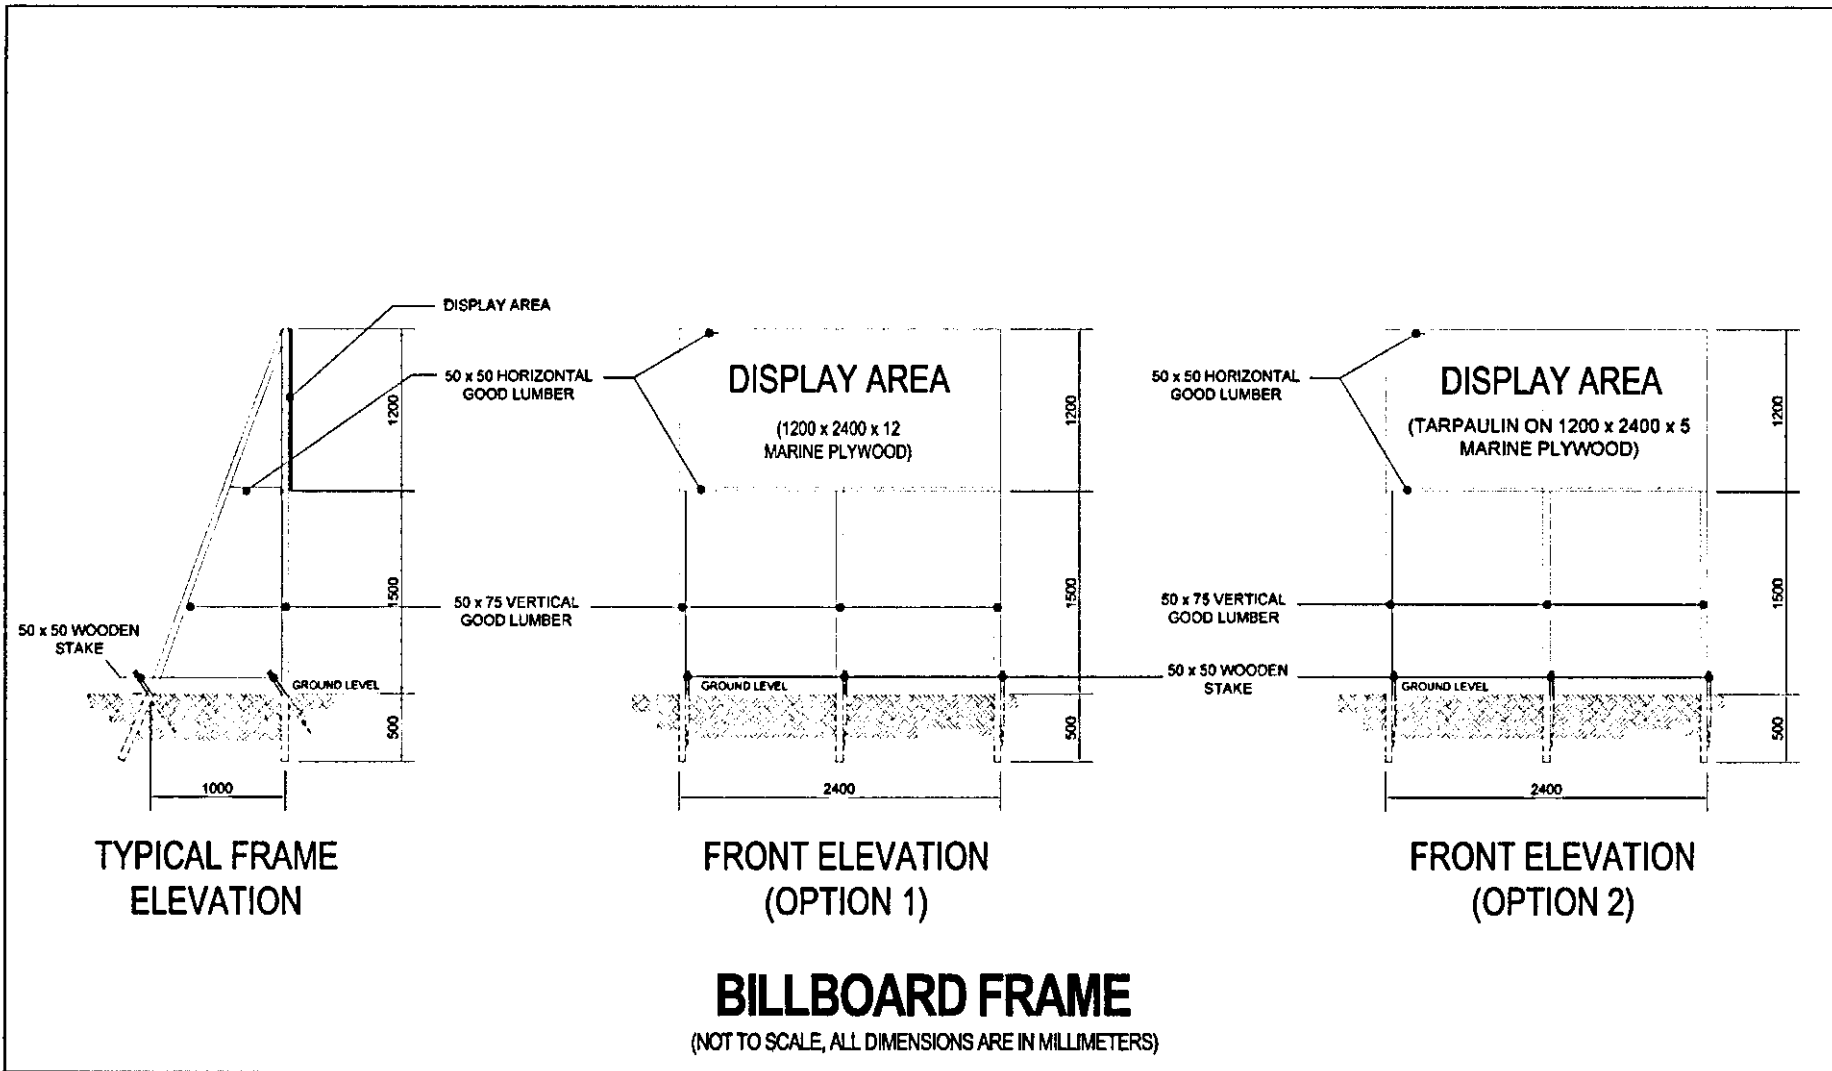 DISPLAY AREA
50 x 50 HORIZONTAL
GOOD LUMBER
1200
1500
500
50 x 75 VERTICAL
GOOD LUMBER
50 x 50 WOODEN
STAKE
GROUND LEVEL
1000
TYPICAL FRAME
ELEVATION
DISPLAY AREA
(1200 x 2400 x 12
MARINE PLYWOOD)
1200
1500
500
GROUND LEVEL
2400
FRONT ELEVATION
(OPTION 1)
50 x 50 HORIZONTAL
GOOD LUMBER
DISPLAY AREA
(TARPAULIN ON 1200 x 2400 x 5
MARINE PLYWOOD)
1200
1500
500
50 x 75 VERTICAL
GOOD LUMBER
50 x 50 WOODEN
STAKE
GROUND LEVEL
2400
FRONT ELEVATION
(OPTION 2)
BILLBOARD FRAME
(NOT TO SCALE, ALL DIMENSIONS ARE IN MILLIMETERS)